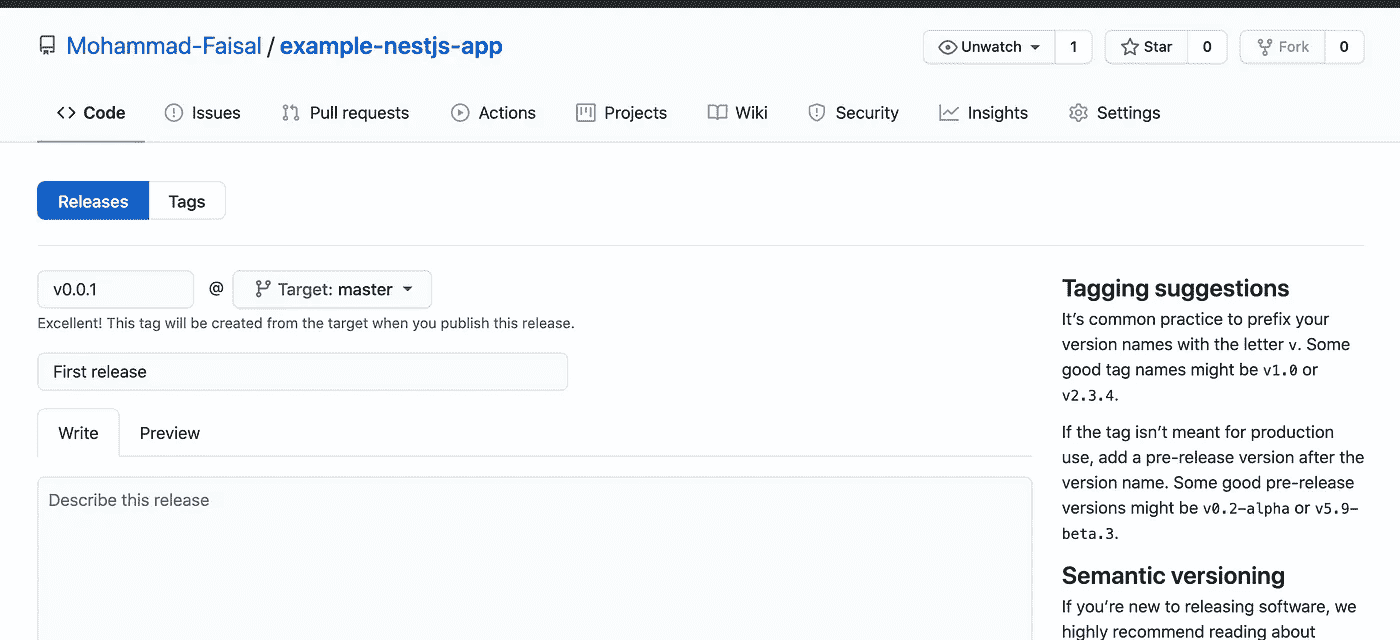 Mohammad-Faisal / example-nestjs-app
Unwatch 1 Star 0 Fork 0
Code Issues Pull requests Actions Projects Wiki Security Insights Settings
Releases Tags
v0.0.1 @ Target: master
Excellent! This tag will be created from the target when you publish this release.
First release
Write Preview
Describe this release
Tagging suggestions
It’s common practice to prefix your
version names with the letter v. Some
good tag names might be v1.0 or
v2.3.4.
If the tag isn’t meant for production
use, add a pre-release version after the
version name. Some good pre-release
versions might be v0.2-alpha or v5.9-
beta.3.
Semantic versioning
If you’re new to releasing software, we
highly recommend reading about